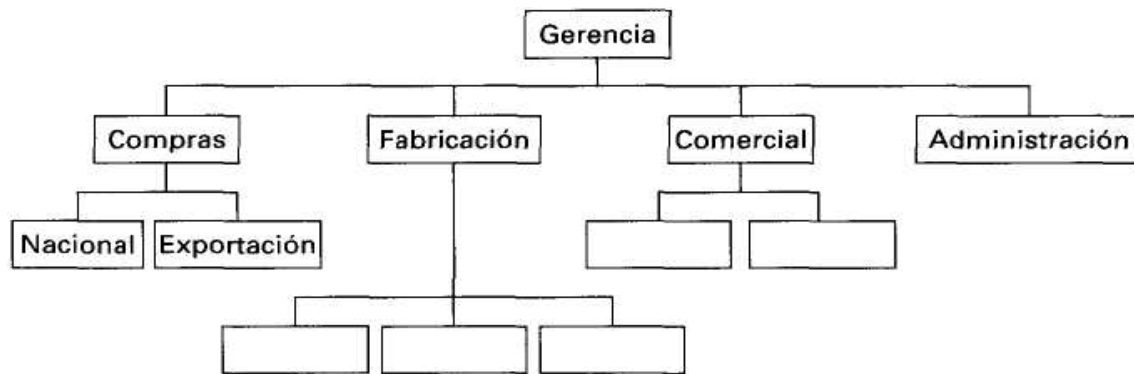 Gerencia
Compras
Fabricación
Comercial
Administración
Nacional
Exportación